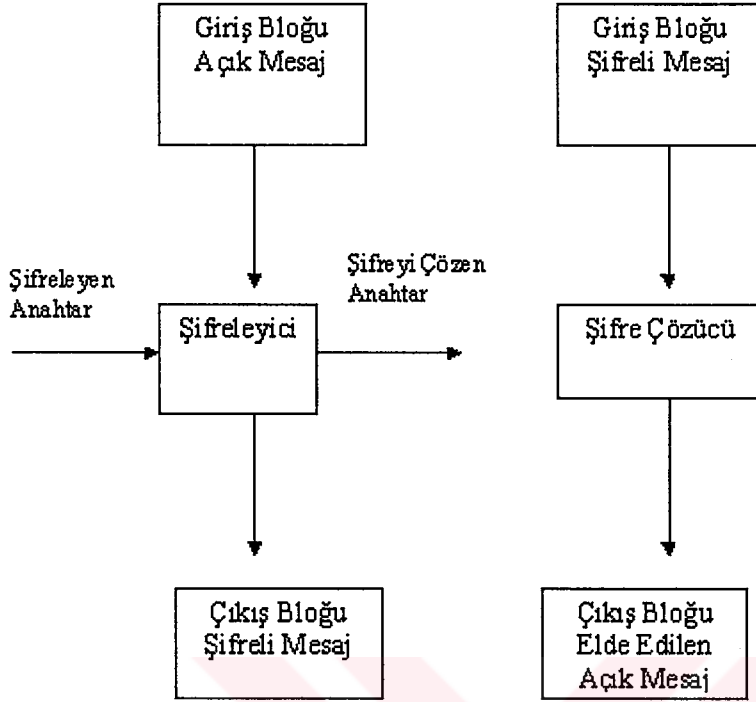 Giriş Bloğu
Açık Mesaj
Giriş Bloğu
Şifreli Mesaj
Şifreleyen
Anahtar
Şifreyi Çözen
Anahtar
Şifreleyici
Şifre Çözücü
Çıkış Bloğu
Şifreli Mesaj
Çıkış Bloğu
Elde Edilen
Açık Mesaj